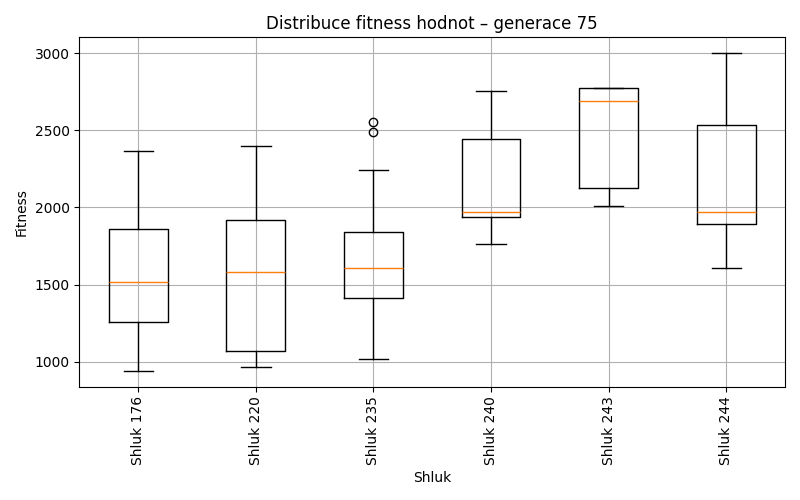 Distribuce fitness hodnot – generace 75
Fitness
3000
2500
2000
1500
1000
Shluk 176
Shluk 220
Shluk 235
Shluk 240
Shluk 243
Shluk 244
Shluk